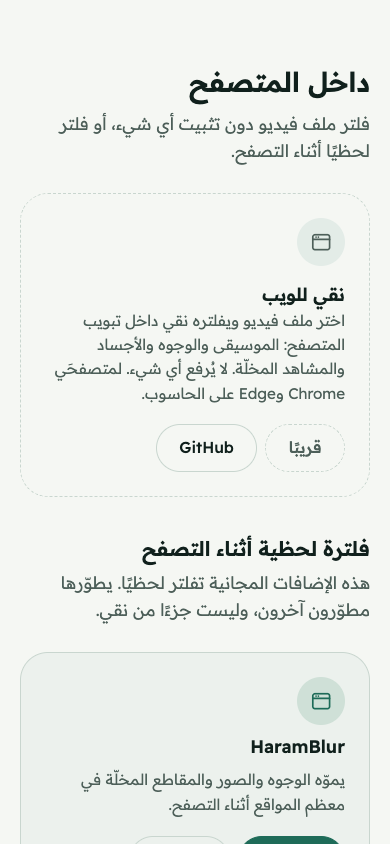 داخل المتصفح
فلتر ملف فيديو دون تثبيت أي شيء، أو فلتر
لحظيًا أثناء التصفح.
نقي للويب
اختر ملف فيديو ويفلتره نقي داخل تبويب
المتصفح: الموسيقى والوجوه والأجساد
والمشاهد المخلّة. لا يُرفع أي شيء. لمتصفحَي
Chrome وEdge على الحاسوب.
قريبًا
GitHub
فلترة لحظية أثناء التصفح
هذه الإضافات المجانية تفلتر لحظيًا. يطوّرها
مطوّرون آخرون، وليست جزءًا من نقي.
HaramBlur
يموّه الوجوه والصور والمقاطع المخلّة في
معظم المواقع أثناء التصفح.